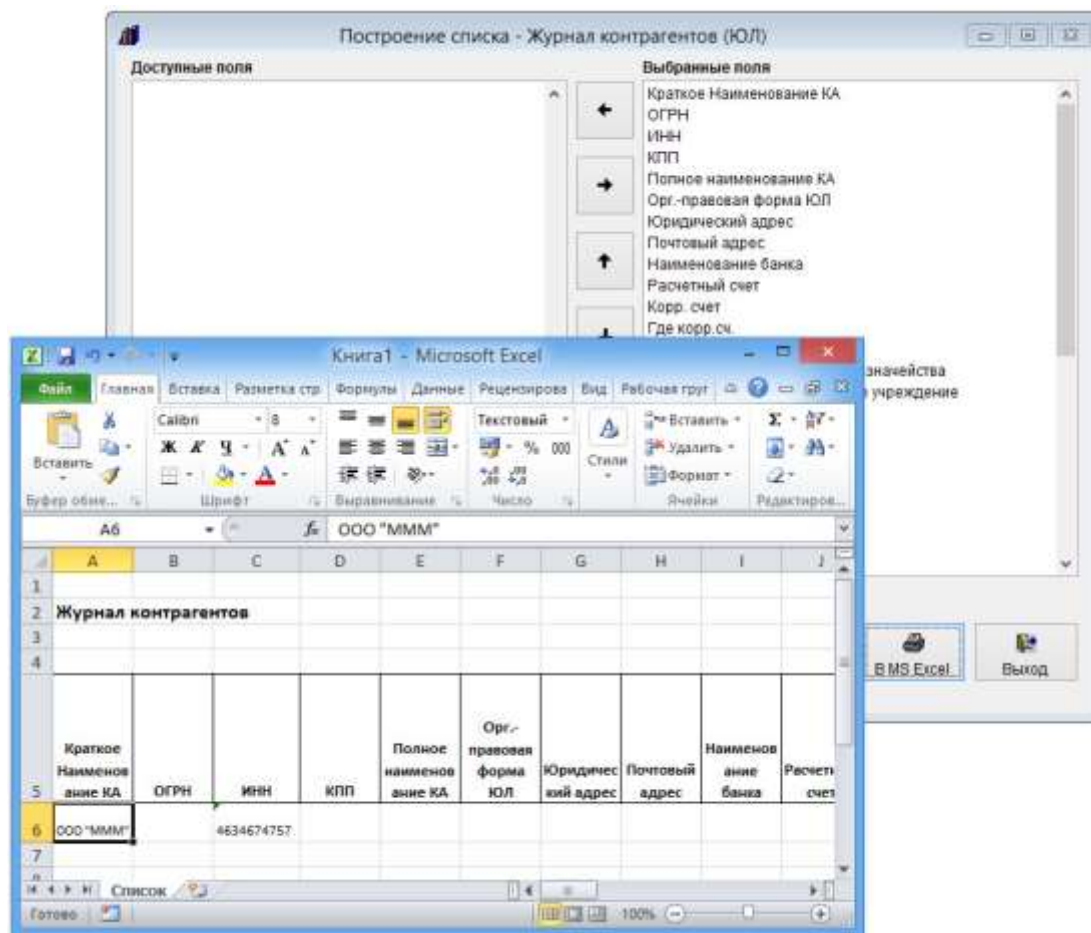 Построение списка - Журнал контрагентов (ЮЛ)
Доступные поля
Выбранные поля
Краткое Наименование КА
ОГРН
ИНН
КПП
Полное наименование КА
Орг.-правовая форма ЮЛ
Юридический адрес
Почтовый адрес
Наименование банка
Расчетный счет
Корр. счет
Где корр.сч.
значейства
учреждение
В MS Excel
Выход
Книга1 - Microsoft Excel
Файл Главная Вставка Разметка стр Формулы Данные Рецензирова Вид Рабочая груг
Вставить
Calibri 8
Ж К Ч
Текстовый
% 000
Стили
Вставить
Удалить
Формат
Буфер обме... Шрифт Выравнивание Число Ячейки Редактиров...
A6 fx ООО "МММ"
A B C D E F G H I J
1
2 Журнал контрагентов
3
4
5 Краткое Наименов ание КА ОГРН ИНН КПП Полное наименов ание КА Орг.- правовая форма ЮЛ Юридичес кий адрес Почтовый адрес Наименов ание банка Расчетн счет
6 ООО "МММ" 4634674757
7
Список
Готово 100%